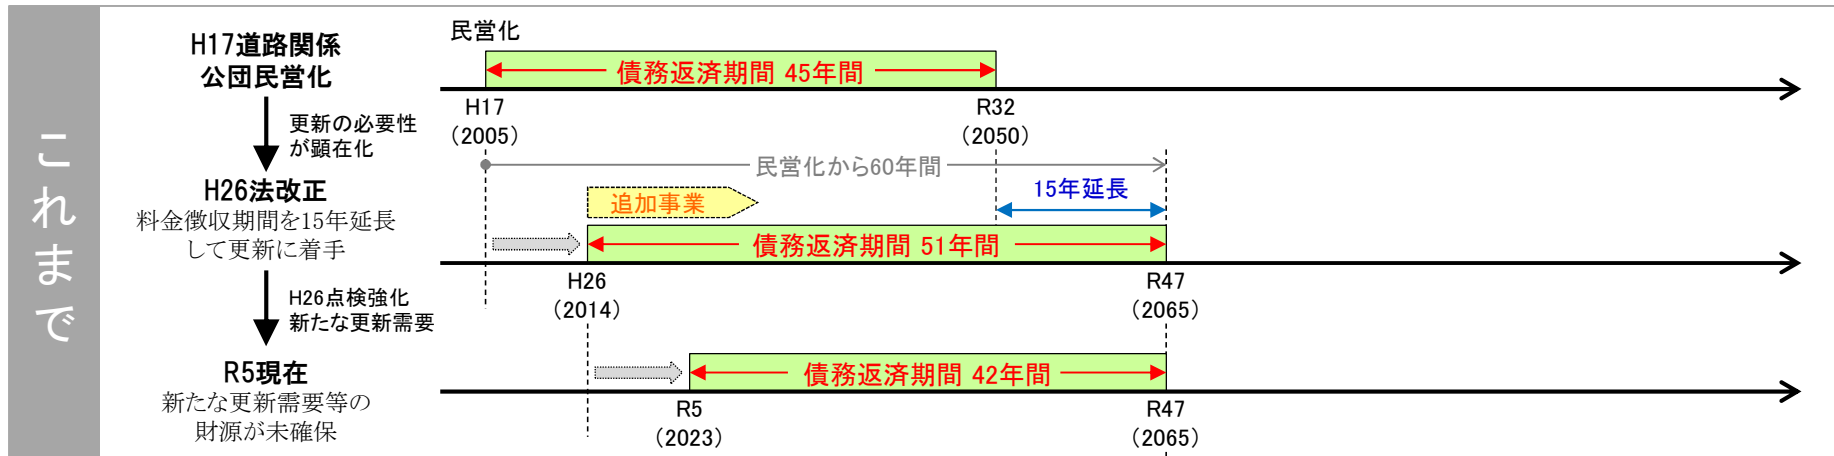 これまで
H17道路関係
公団民営化
民営化
債務返済期間 45年間
H17
(2005)
R32
(2050)
更新の必要性
が顕在化
民営化から60年間
H26法改正
料金徴収期間を15年延長
して更新に着手
追加事業
15年延長
債務返済期間 51年間
H26
(2014)
R47
(2065)
H26点検強化
新たな更新需要
R5現在
新たな更新需要等の
財源が未確保
債務返済期間 42年間
R5
(2023)
R47
(2065)